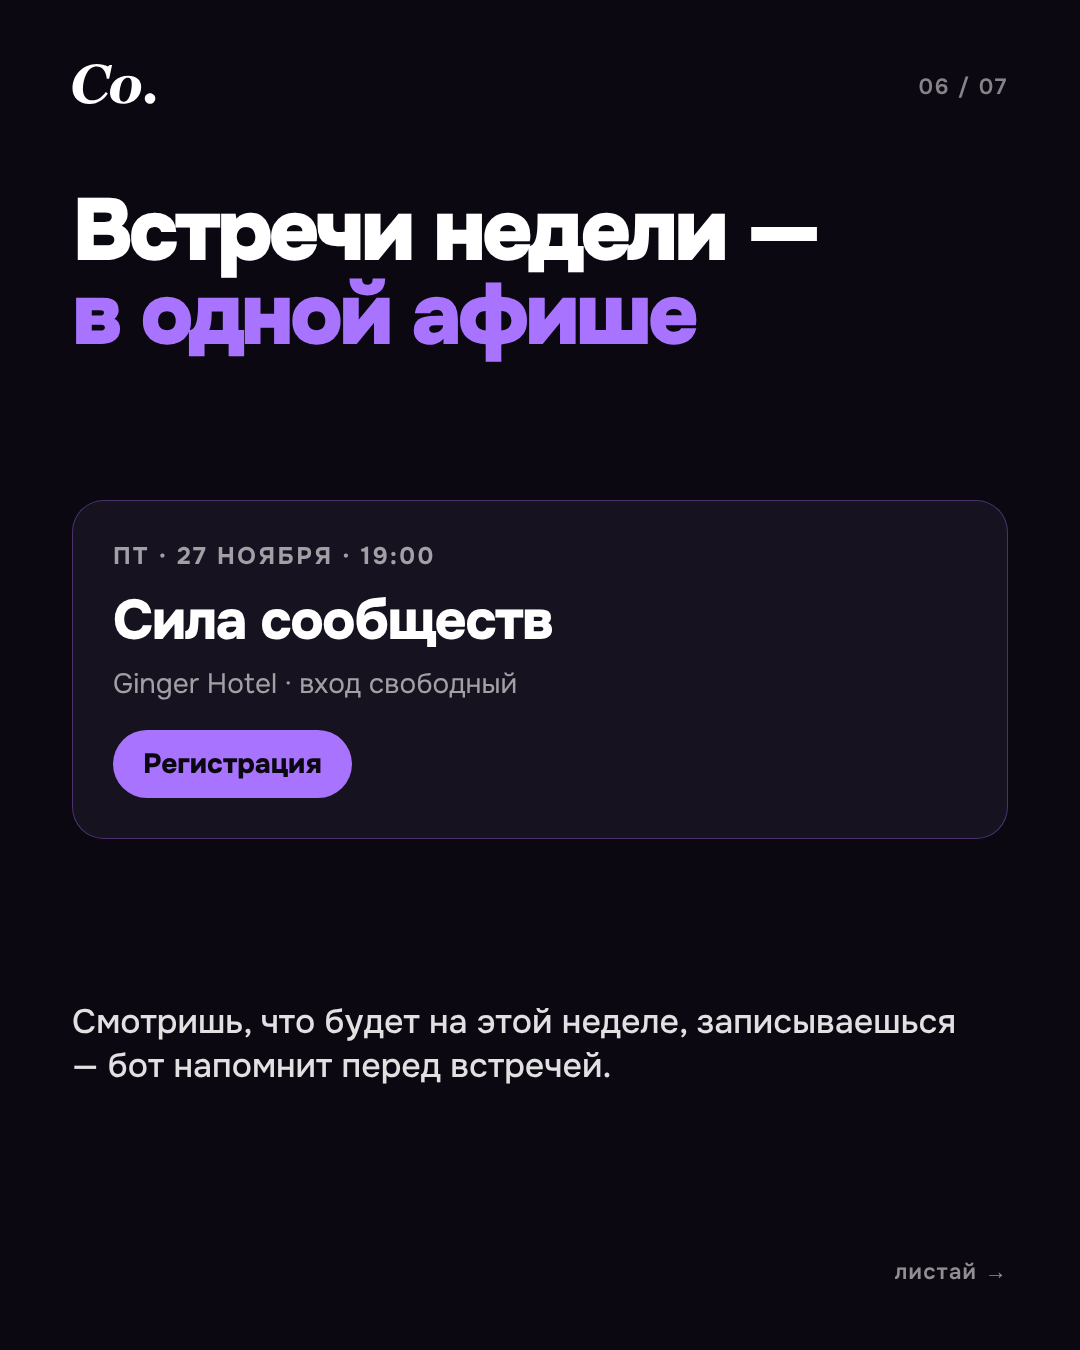 Co.
06 / 07
Встречи недели —
в одной афише
ПТ · 27 НОЯБРЯ · 19:00
Сила сообществ
Ginger Hotel · вход свободный
Регистрация
Смотришь, что будет на этой неделе, записываешься
— бот напомнит перед встречей.
листай →